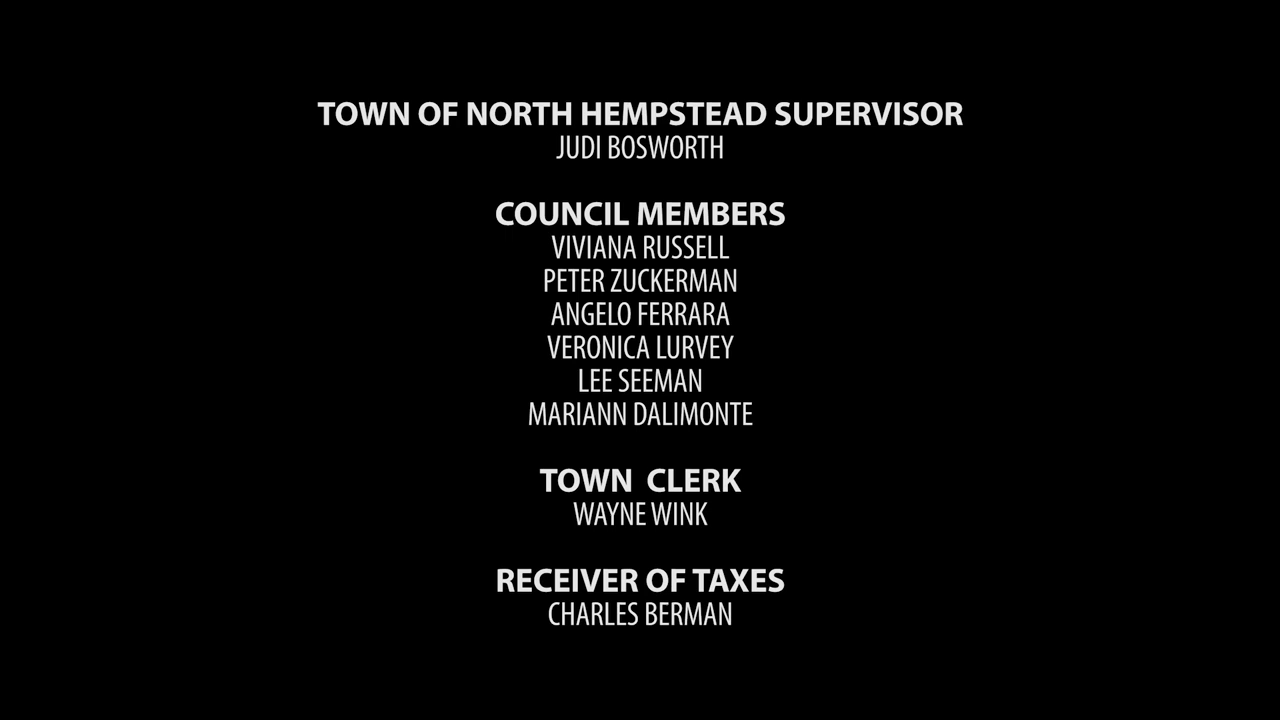 TOWN OF NORTH HEMPSTEAD SUPERVISOR
JUDI BOSWORTH
COUNCIL MEMBERS
VIVIANA RUSSELL
PETER ZUCKERMAN
ANGELO FERRARA
VERONICA LURVEY
LEE SEEMAN
MARIANN DALIMONTE
TOWN  CLERK
WAYNE WINK
RECEIVER OF TAXES
CHARLES BERMAN